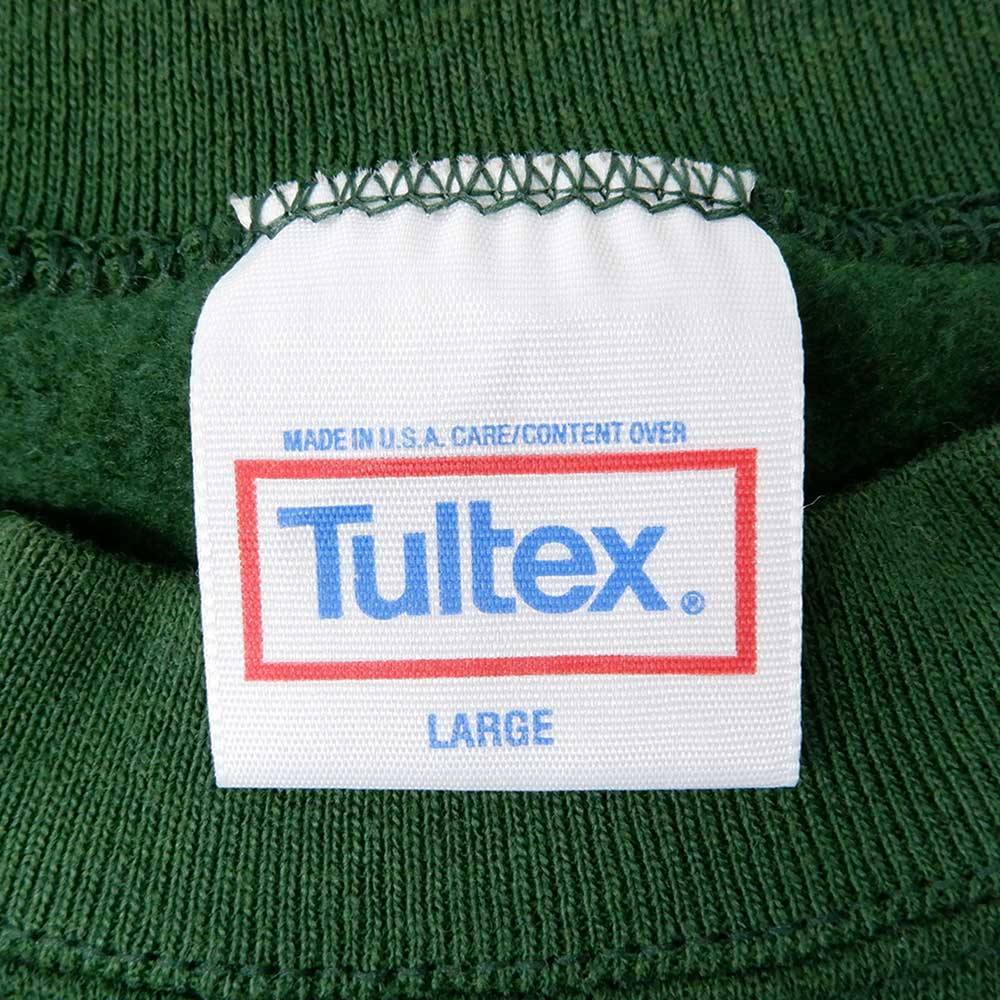 MADE IN U.S.A. CARE/CONTENT OVER
Tultex®
LARGE